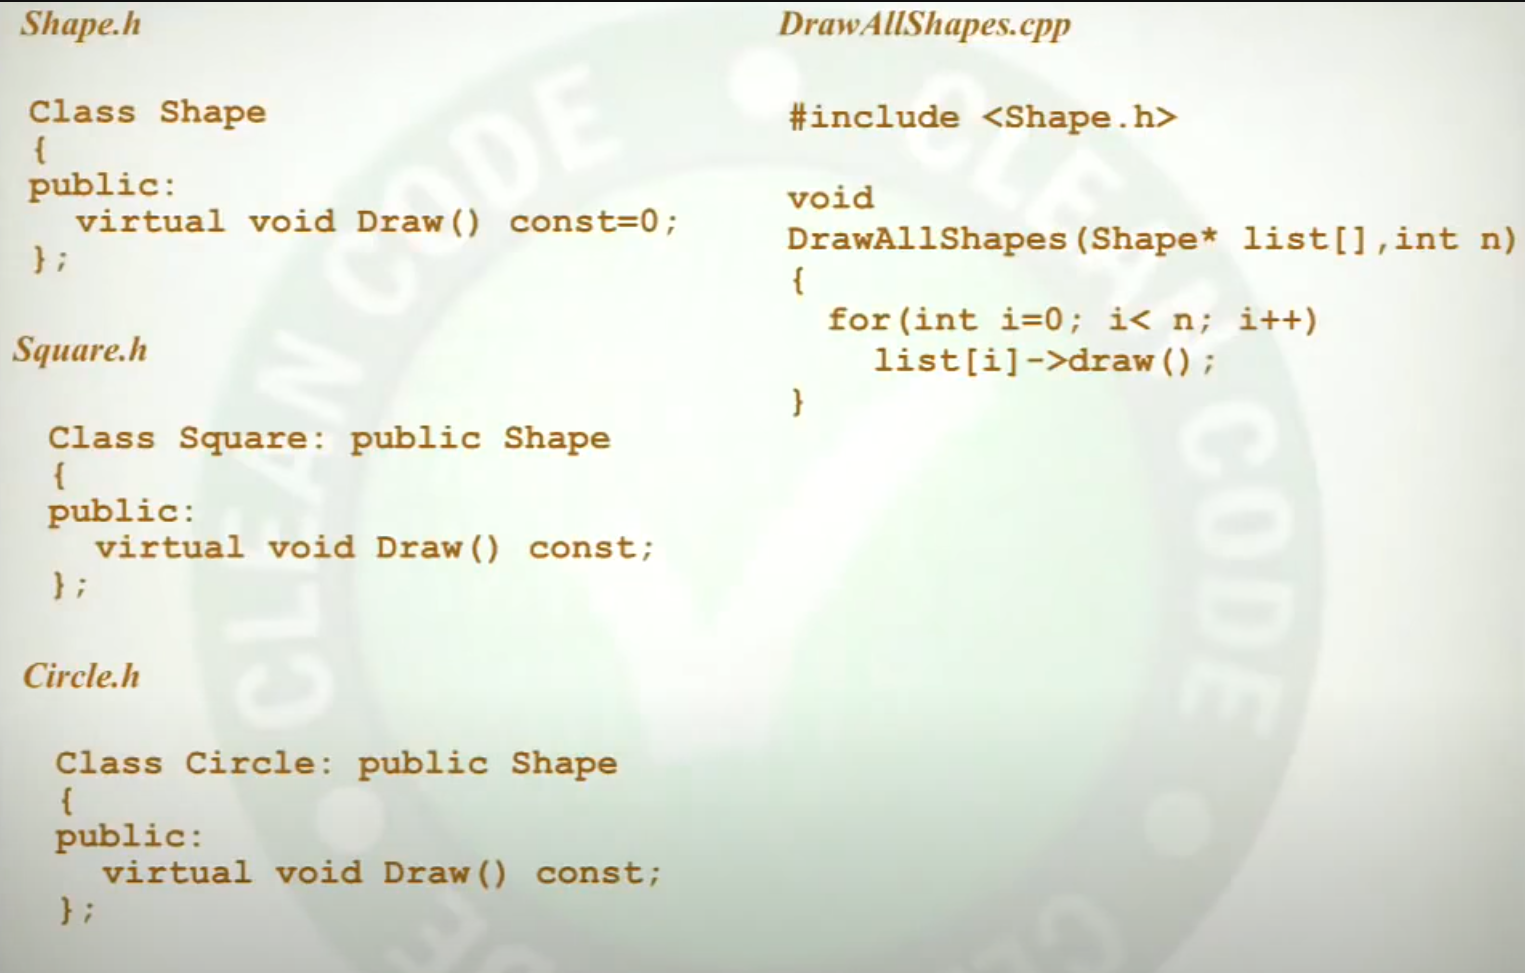 Shape.h
Class Shape
{
public:
virtual void Draw() const=0;
};
Square.h
Class Square: public Shape
{
public:
virtual void Draw() const;
};
Circle.h
Class Circle: public Shape
{
public:
virtual void Draw() const;
};
DrawAllShapes.cpp
#include <Shape.h>
void
DrawAllShapes(Shape* list[],int n)
{
for(int i=0; i< n; i++)
list[i]->draw();
}
CLEAN CODE
CLEAN CODE